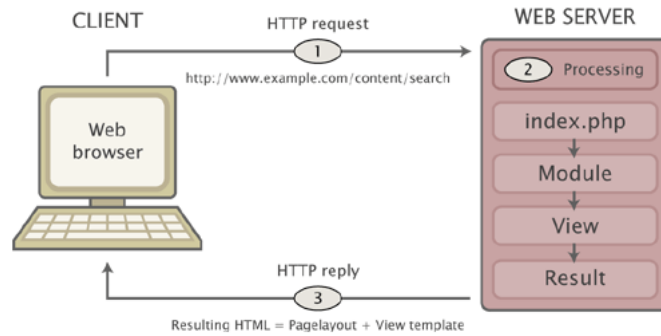 CLIENT
HTTP request
WEB SERVER
1
http://www.example.com/content/search
2 Processing
Web
browser
index.php
Module
View
Result
HTTP reply
3
Resulting HTML = Pagelayout + View template